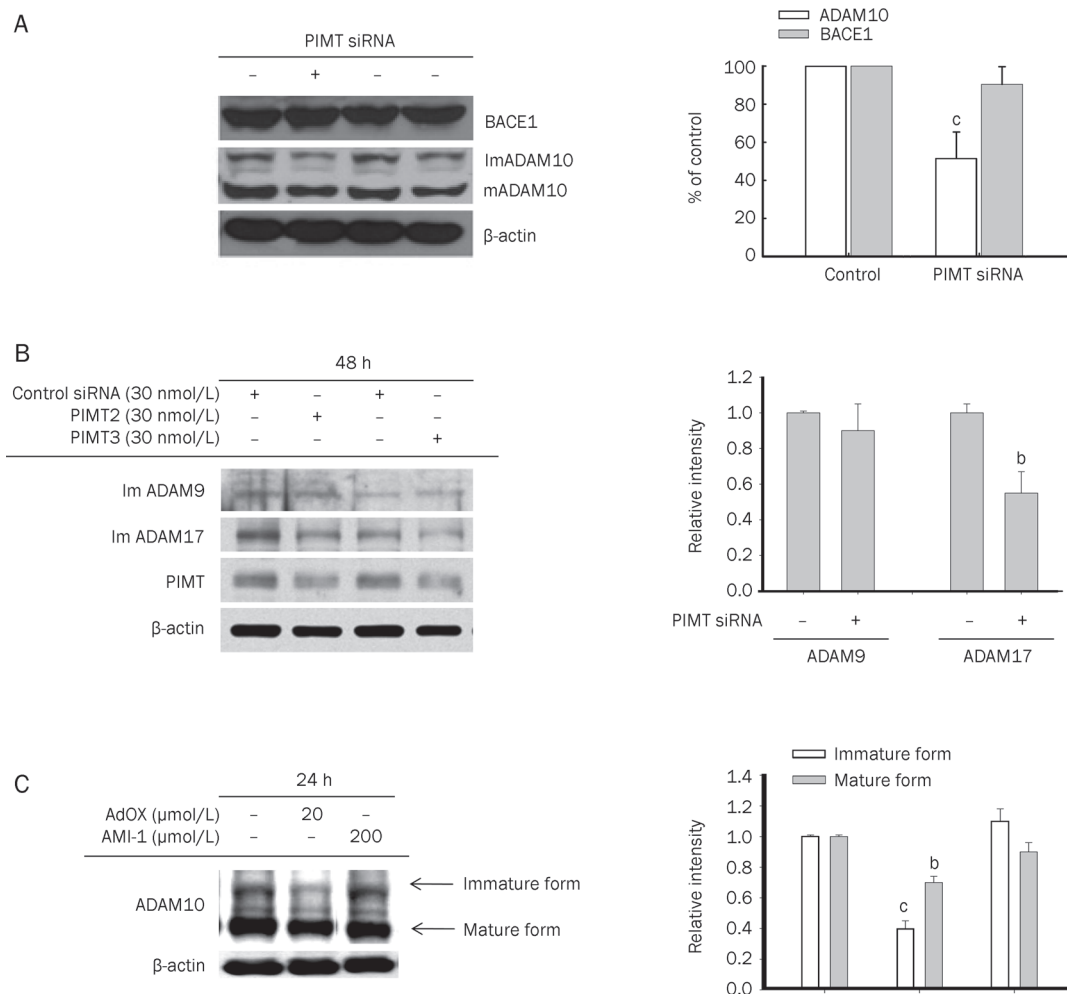 A
PIMT siRNA
– + – –
BACE1
ImADAM10
mADAM10
β-actin
ADAM10
BACE1
% of control
100
80
60
40
20
0
c
Control PIMT siRNA
B
48 h
Control siRNA (30 nmol/L) + – + –
PIMT2 (30 nmol/L) – + – –
PIMT3 (30 nmol/L) – – – +
Im ADAM9
Im ADAM17
PIMT
β-actin
Relative intensity
1.2
1.0
0.8
0.6
0.4
0.2
0.0
b
PIMT siRNA – + – +
ADAM9 ADAM17
C
24 h
AdOX (µmol/L) – 20 –
AMI-1 (µmol/L) – – 200
ADAM10
Immature form
Mature form
β-actin
Immature form
Mature form
Relative intensity
1.4
1.2
1.0
0.8
0.6
0.4
0.2
0.0
c
b